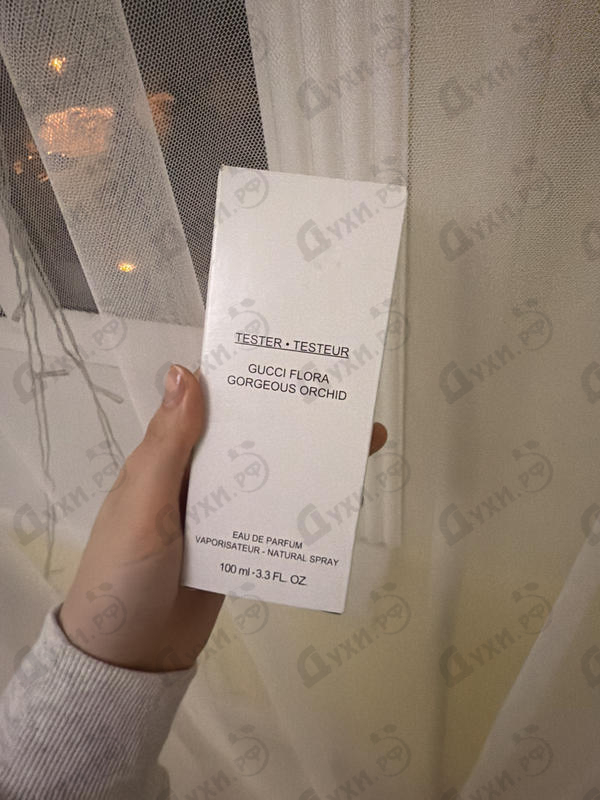 TESTER • TESTEUR
GUCCI FLORA
GORGEOUS ORCHID
EAU DE PARFUM
VAPORISATEUR - NATURAL SPRAY
100 ml - 3.3 FL. OZ.
Духи.рф